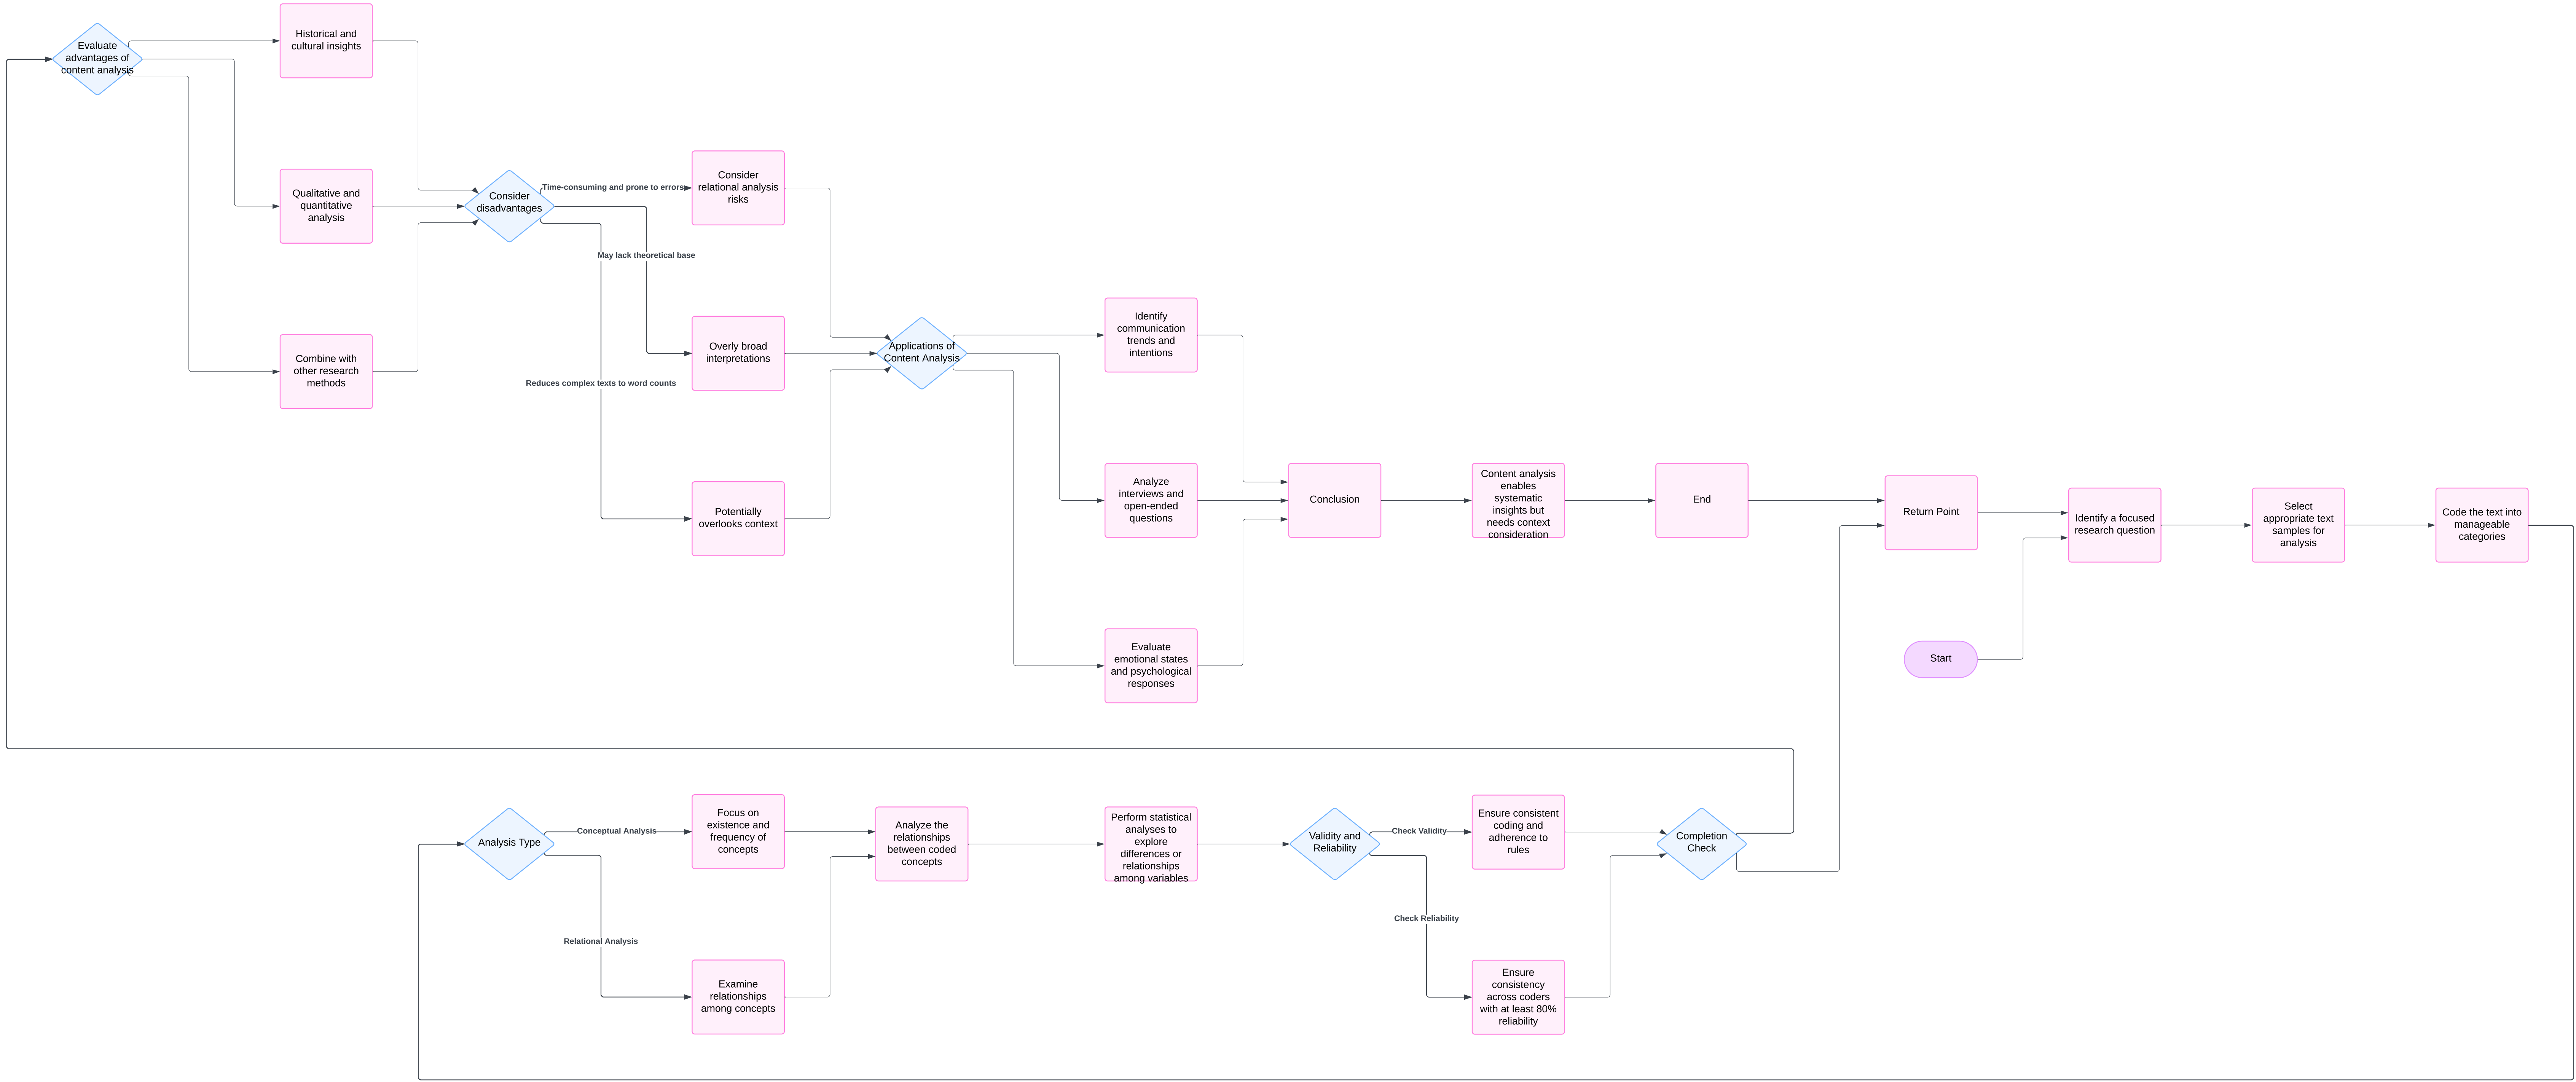 Evaluate
advantages of
content analysis
Historical and
cultural insights
Qualitative and
quantitative
analysis
Combine with
other research
methods
Consider
disadvantages
Time-consuming and prone to errors
May lack theoretical base
Reduces complex texts to word counts
Consider
relational analysis
risks
Overly broad
interpretations
Potentially
overlooks context
Applications of
Content Analysis
Identify
communication
trends and
intentions
Analyze
interviews and
open-ended
questions
Evaluate
emotional states
and psychological
responses
Conclusion
Content analysis
enables
systematic
insights but
needs context
consideration
End
Return Point
Start
Identify a focused
research question
Select
appropriate text
samples for
analysis
Code the text into
manageable
categories
Analysis Type
Conceptual Analysis
Relational Analysis
Focus on
existence and
frequency of
concepts
Examine
relationships
among concepts
Analyze the
relationships
between coded
concepts
Perform statistical
analyses to
explore
differences or
relationships
among variables
Validity and
Reliability
Check Validity
Check Reliability
Ensure consistent
coding and
adherence to
rules
Ensure
consistency
across coders
with at least 80%
reliability
Completion
Check